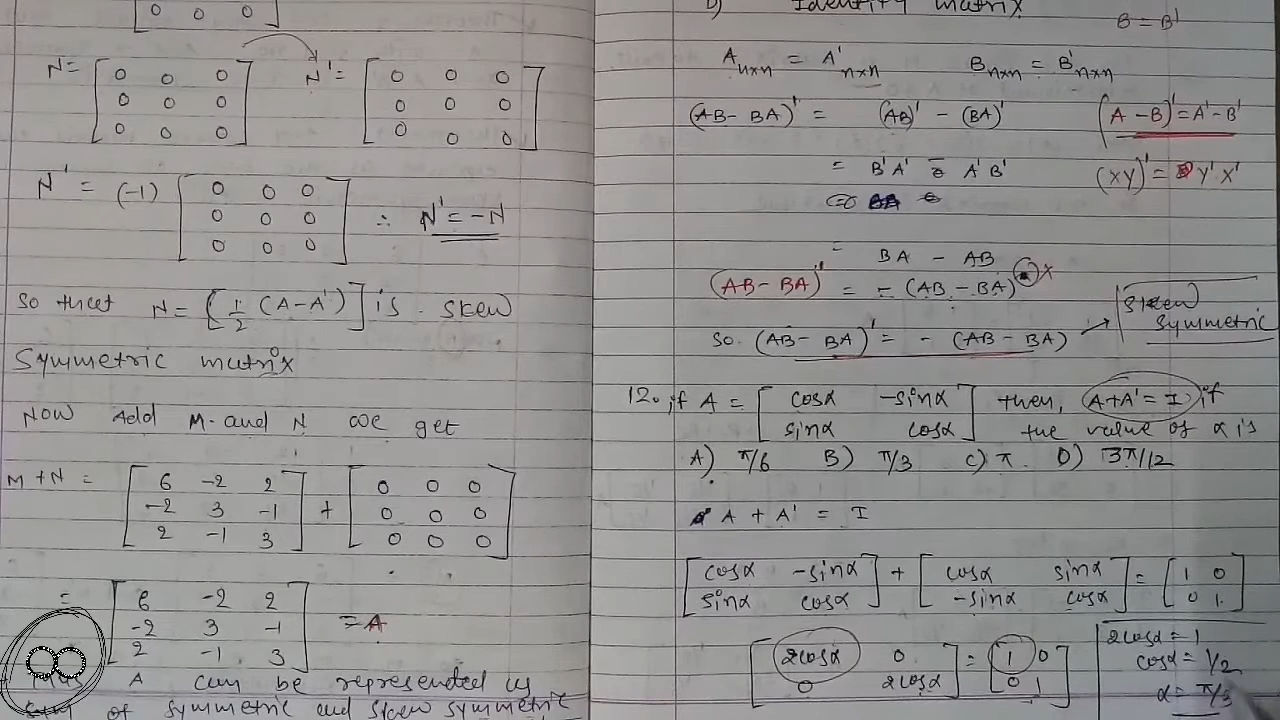 0 0 0
N = [ 0 0 0 N' = [ 0 0 0
0 0 0 0 0 0
0 0 0 ] 0 0 0 ]
N' = (-1) [ 0 0 0
0 0 0 ∴ N' = -N
0 0 0 ]
so that N = [ 1/2 (A-A') ] is . skew
Symmetric matrix
Now Add M and N we get
M + N = [ 6 -2 2 0 0 0
-2 3 -1 + 0 0 0
2 -1 3 ] 0 0 0 ]
= [ 6 -2 2
-2 3 -1 = A
2 -1 3 ]
A can be represented as
of symmetric and skew symmetric
D) Identity matrix
B = B'
A n×n = A' n×n B n×n = B' n×n
(AB - BA)' = (AB)' - (BA)' (A - B)' = A' - B'
= B'A' - A'B' (XY)' = Y'X'
= BA - AB
(AB - BA)' = - (AB - BA) x
so. (AB - BA)' = - (AB - BA) → Skew Symmetric
12. if A = [ cosα -sinα then, A+A' = I if
sinα cosα ] the value of α is
A) π/6 B) π/3 C) π . D) 3π/12
A + A' = I
[ cosα -sinα + [ cosα sinα = [ 1 0
sinα cosα ] -sinα cosα ] 0 1 ]
[ 2cosα 0 = [ 1 0
0 2cosα ] 0 1 ]
2cosα = 1
cosα = 1/2
α = π/3